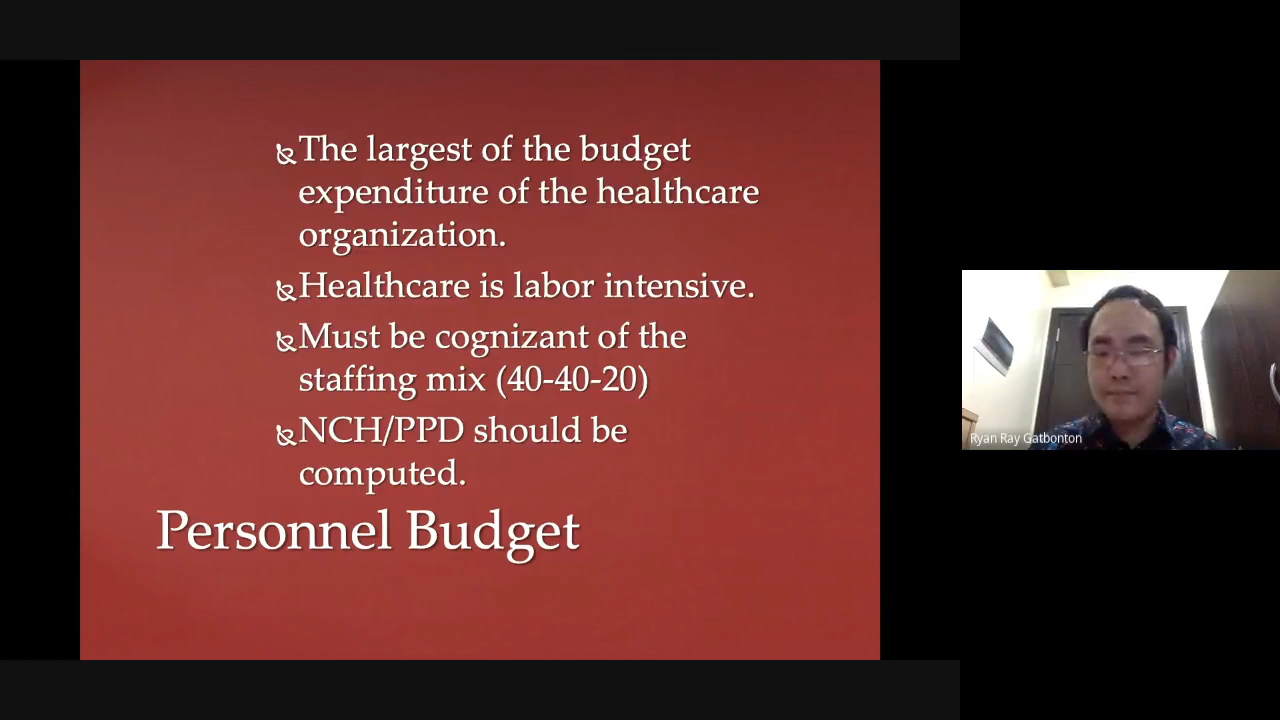 The largest of the budget
expenditure of the healthcare
organization.
Healthcare is labor intensive.
Must be cognizant of the
staffing mix (40-40-20)
NCH/PPD should be
computed.
Personnel Budget
Ryan Ray Gatbonton